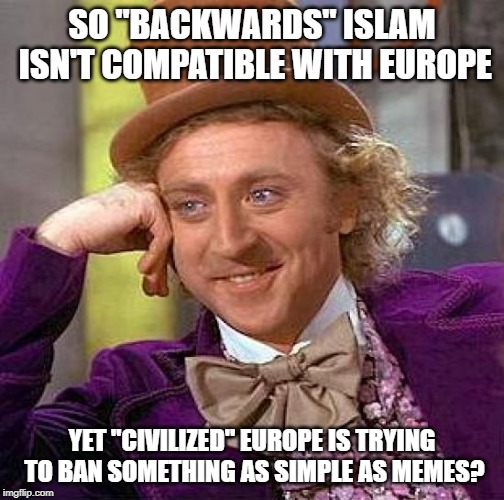 SO "BACKWARDS" ISLAM
ISN'T COMPATIBLE WITH EUROPE
YET "CIVILIZED" EUROPE IS TRYING
TO BAN SOMETHING AS SIMPLE AS MEMES?
imgflip.com